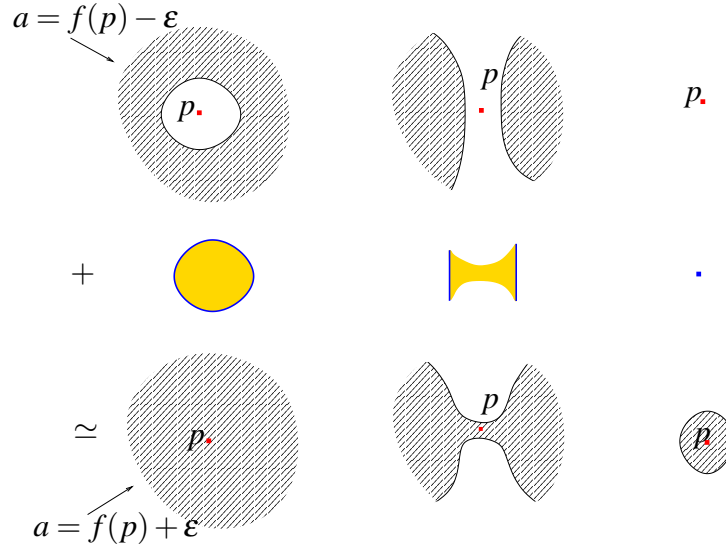 a = f(p) − ε
p
p
p
+
≃
p
p
p
a = f(p) + ε